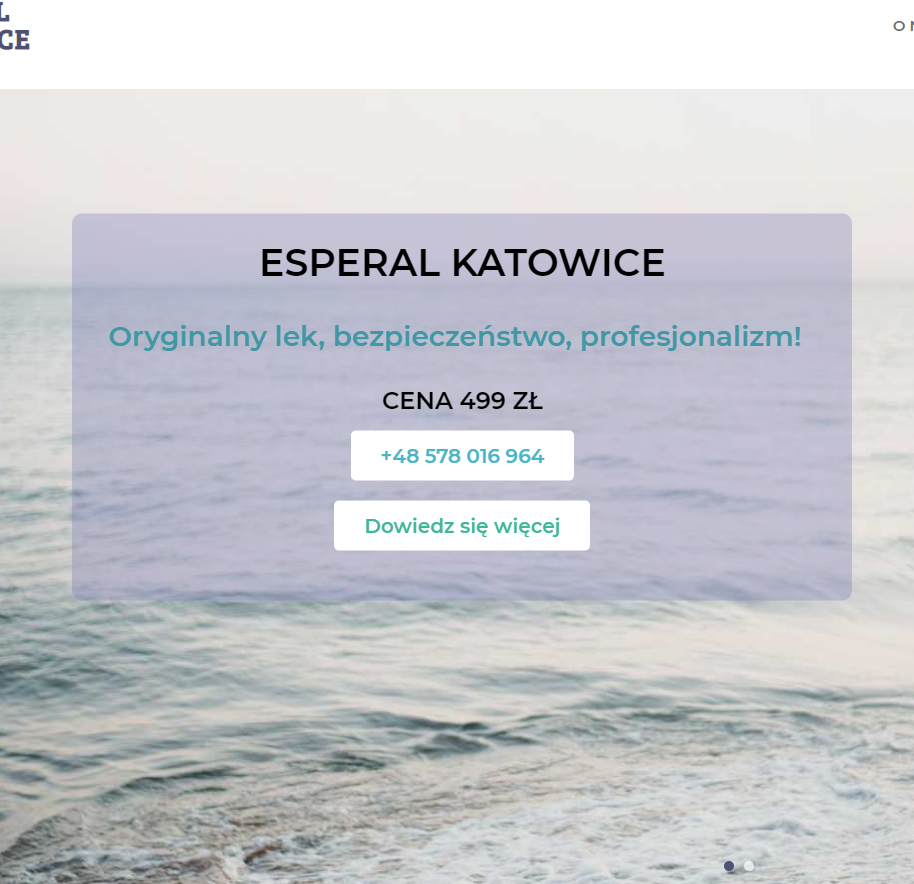 L
CE
ESPERAL KATOWICE
Oryginalny lek, bezpieczeństwo, profesjonalizm!
CENA 499 ZŁ
+48 578 016 964
Dowiedz się więcej